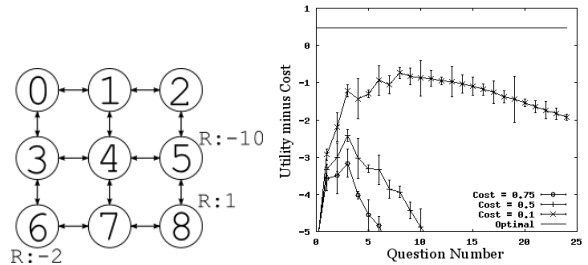 0 1 2
R:-10
3 4 5
R:1
6 7 8
R:-2
Utility minus Cost
1
0
-1
-2
-3
-4
-5
0 5 10 15 20 25
Question Number
Cost = 0.75
Cost = 0.5
Cost = 0.1
Optimal